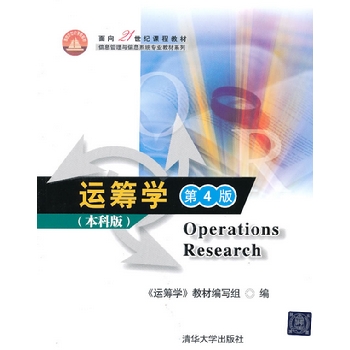 面向21世纪课程教材
信息管理与信息系统专业教材系列
O
R
运筹学 第4版
（本科版）
Operations
Research
《运筹学》教材编写组 编
清华大学出版社